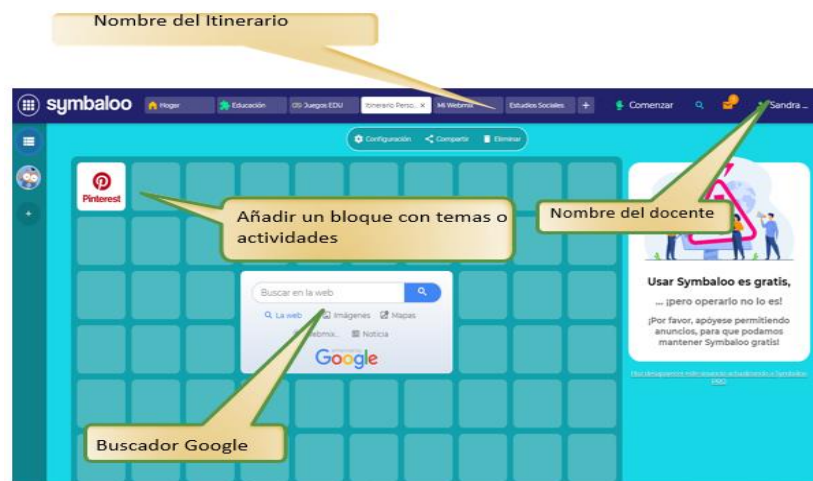 Nombre del Itinerario
symbaloo
Hogar
Educación
Juegos EDU
Itinerario Perso... x
Mi Webmix
Estudios Sociales
+
Comenzar
Sandra ...
Configuración
Compartir
Eliminar
Pinterest
Añadir un bloque con temas o
actividades
Nombre del docente
Buscar en la web
La web
Imágenes
Mapas
Noticia
Google
Buscador Google
Usar Symbaloo es gratis,
... ¡pero operarlo no lo es!
¡Por favor, apóyese permitiendo
anuncios, para que podamos
mantener Symbaloo gratis!